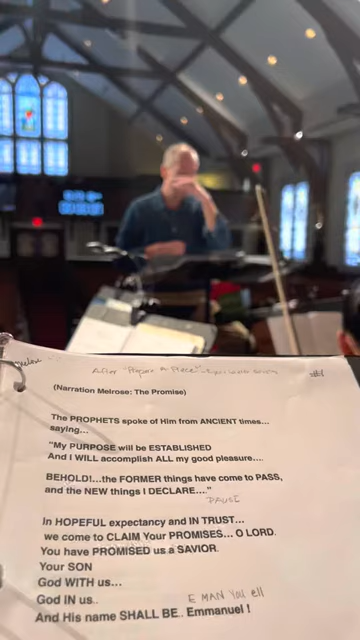 After "Prepare A Place"
#1
(Narration Melrose: The Promise)
The PROPHETS spoke of Him from ANCIENT times...
saying...
"My PURPOSE will be ESTABLISHED
And I WILL accomplish ALL my good pleasure....
BEHOLD!...the FORMER things have come to PASS,
and the NEW things I DECLARE...."
PAUSE
In HOPEFUL expectancy and IN TRUST...
we come to CLAIM Your PROMISES... O LORD.
You have PROMISED us a SAVIOR.
Your SON
God WITH us...
God IN us..
E MAN YOU ell
And His name SHALL BE.. Emmanuel !